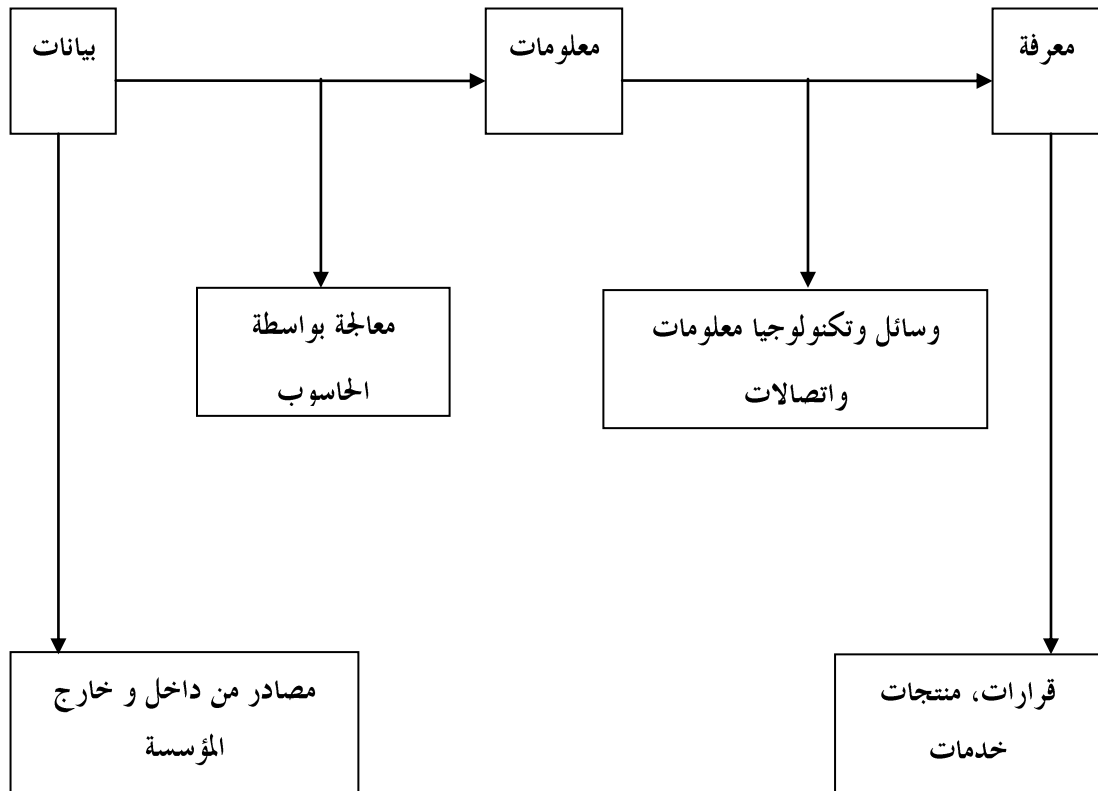 معرفة
معلومات
بيانات
وسائل وتكنولوجيا معلومات
واتصالات
معالجة بواسطة
الحاسوب
قرارات، منتجات
خدمات
مصادر من داخل و خارج
المؤسسة